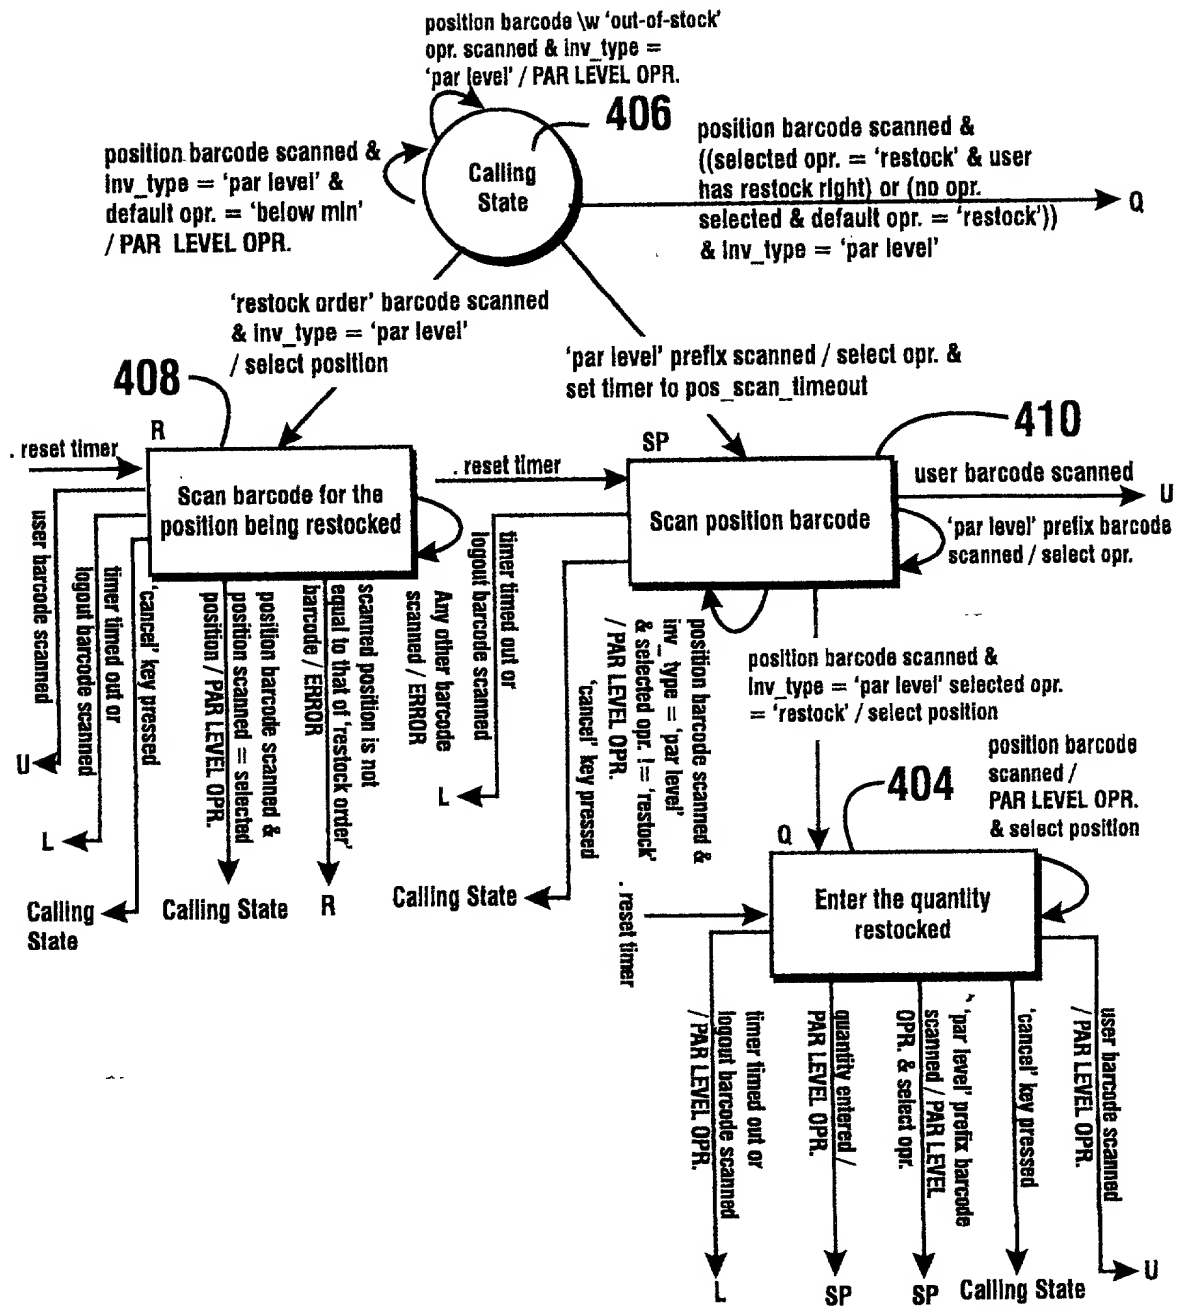 position barcode \w 'out-of-stock'
opr. scanned & inv_type =
'par level' / PAR LEVEL OPR.
406
position barcode scanned &
inv_type = 'par level' &
default opr. = 'below min'
/ PAR LEVEL OPR.
Calling
State
position barcode scanned &
((selected opr. = 'restock' & user
has restock right) or (no opr.
selected & default opr. = 'restock'))
& inv_type = 'par level'
Q
'restock order' barcode scanned
& inv_type = 'par level'
/ select position
'par level' prefix scanned / select opr. &
set timer to pos_scan_timeout
408
R
. reset timer
Scan barcode for the
position being restocked
410
SP
. reset timer
Scan position barcode
user barcode scanned
U
'par level' prefix barcode
scanned / select opr.
user barcode scanned
U
timer timed out or
logout barcode scanned
L
'cancel' key pressed
Calling
State
position barcode scanned &
position scanned = selected
position / PAR LEVEL OPR.
Calling State
scanned position is not
equal to that of 'restock order'
barcode / ERROR
R
Any other barcode
scanned / ERROR
timer timed out or
logout barcode scanned
L
'cancel' key pressed
Calling State
position barcode scanned &
inv_type = 'par level'
& selected opr. != 'restock'
/ PAR LEVEL OPR.
position barcode scanned &
inv_type = 'par level' selected opr.
= 'restock' / select position
404
Q
position barcode
scanned /
PAR LEVEL OPR.
& select position
. reset timer
Enter the quantity
restocked
timer timed out or
logout barcode scanned
/ PAR LEVEL OPR.
L
quantity entered /
PAR LEVEL OPR.
SP
'par level' prefix barcode
scanned / PAR LEVEL
OPR. & select opr.
SP
'cancel' key pressed
Calling State
user barcode scanned
/ PAR LEVEL OPR.
U